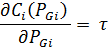 ∂C_i(P_Gi) / ∂P_Gi = τ